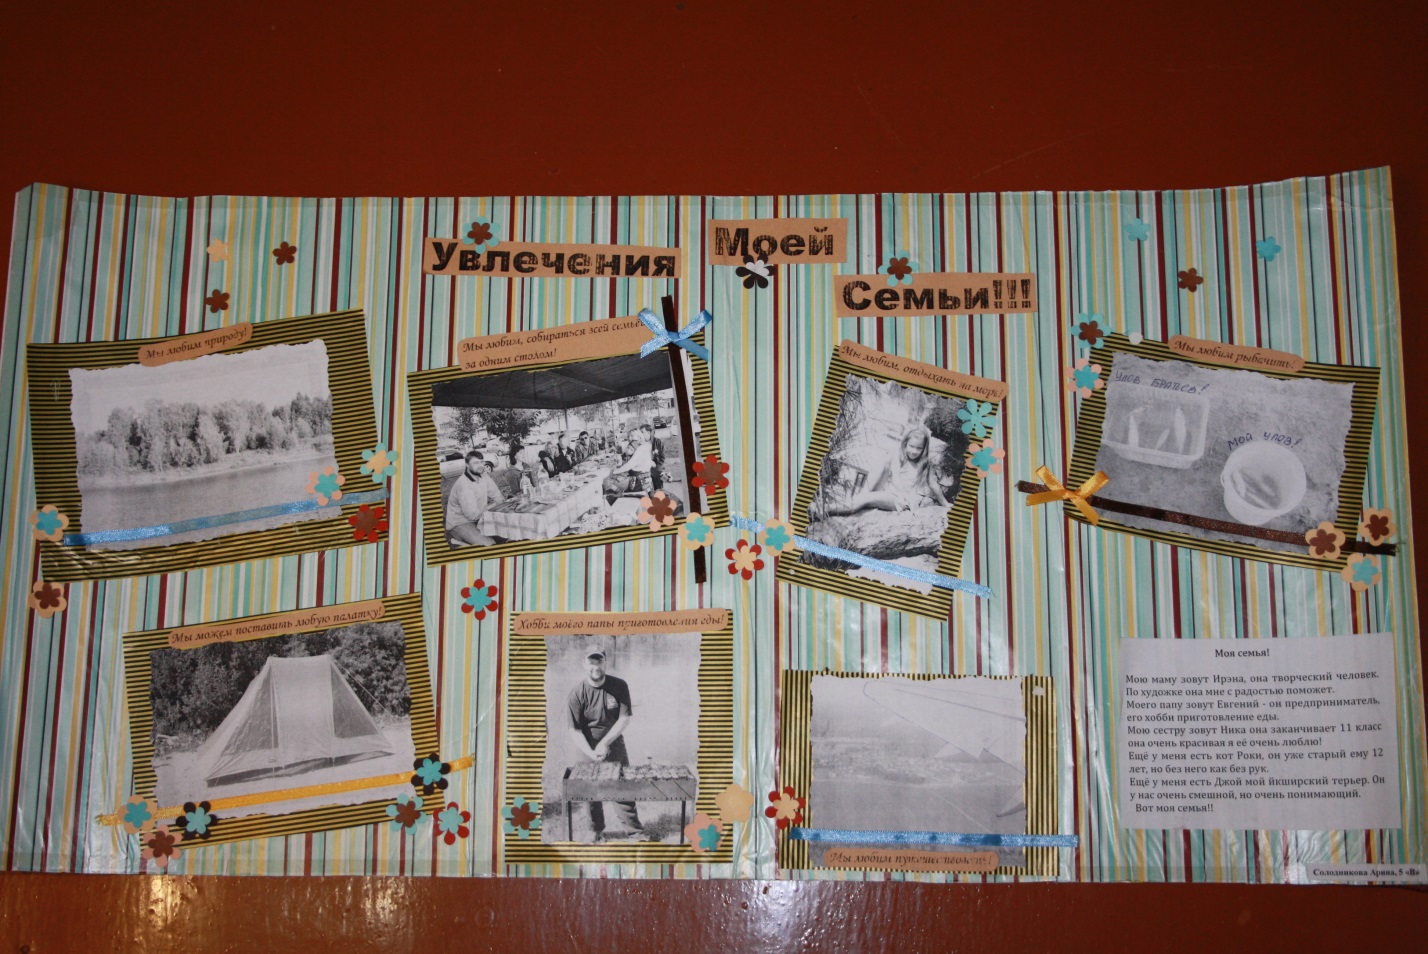 Увлечения
Моей
Семьи!!!
Мы любим природу!
Мы любим, собираться всей семьёй
за одним столом!
Мы любим, отдыхать на море!
Мы любим рыбачить!
Улов братсв!
Мой улов!
Мы можем поставить любую палатку!
Хобби моего папы приготовления еды!
Мы любим путешествовать!
Моя семья!
Мою маму зовут Ирэна, она творческий человек.
По художке она мне с радостью поможет.
Моего папу зовут Евгений - он предприниматель,
его хобби приготовление еды.
Мою сестру зовут Ника она заканчивает 11 класс
она очень красивая я её очень люблю!
Ещё у меня есть кот Роки, он уже старый ему 12
лет, но без него как без рук.
Ещё у меня есть Джой мой йкширский терьер. Он
у нас очень смешной, но очень понимающий.
Вот моя семья!!
Солодникова Арина, 5 «В»